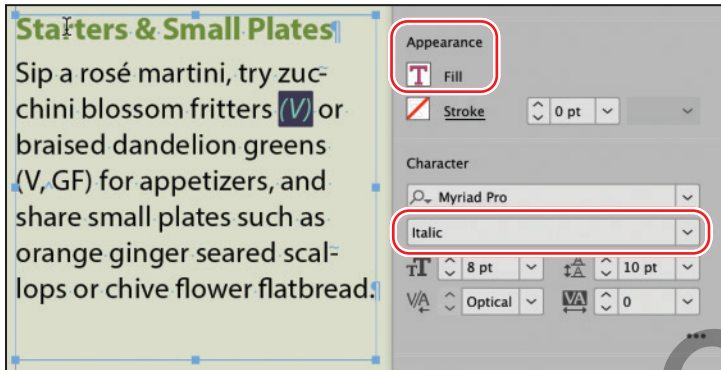 Starters & Small Plates¶
Sip a rosé martini, try zuc-
chini blossom fritters (V) or
braised dandelion greens
(V, GF) for appetizers, and
share small plates such as
orange ginger seared scal-
lops or chive flower flatbread.¶
Appearance
T Fill
Stroke 0 pt
Character
Myriad Pro
Italic
8 pt 10 pt
V/A Optical VA 0